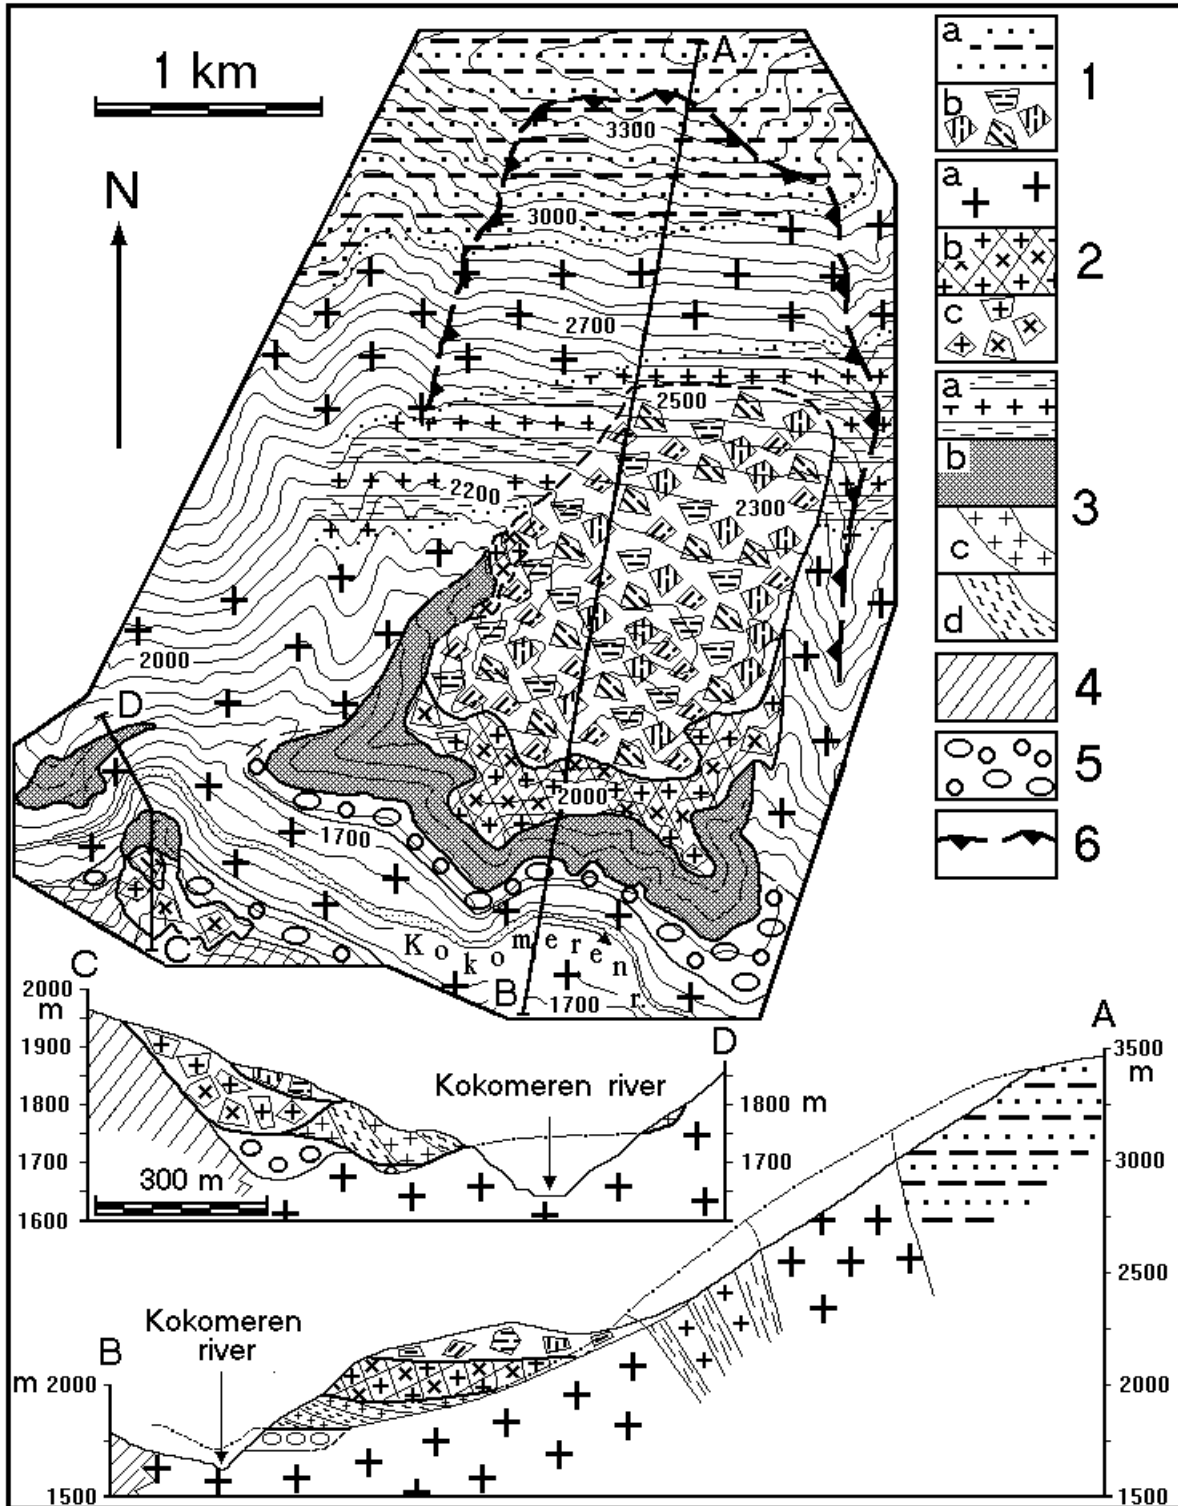 1 km
N
A
3300
3000
2700
2500
2300
2200
2000
2000
1700
D
C
B
Kokomeren r.
1700
a
b
1
a
b
c
2
a
b
c
d
3
4
5
6
C
D
2000
m
1900
1800
1700
1600
1800 m
1700
Kokomeren river
300 m
A
3500
m
3000
2500
2000
1500
Kokomeren
river
B
m 2000
1500